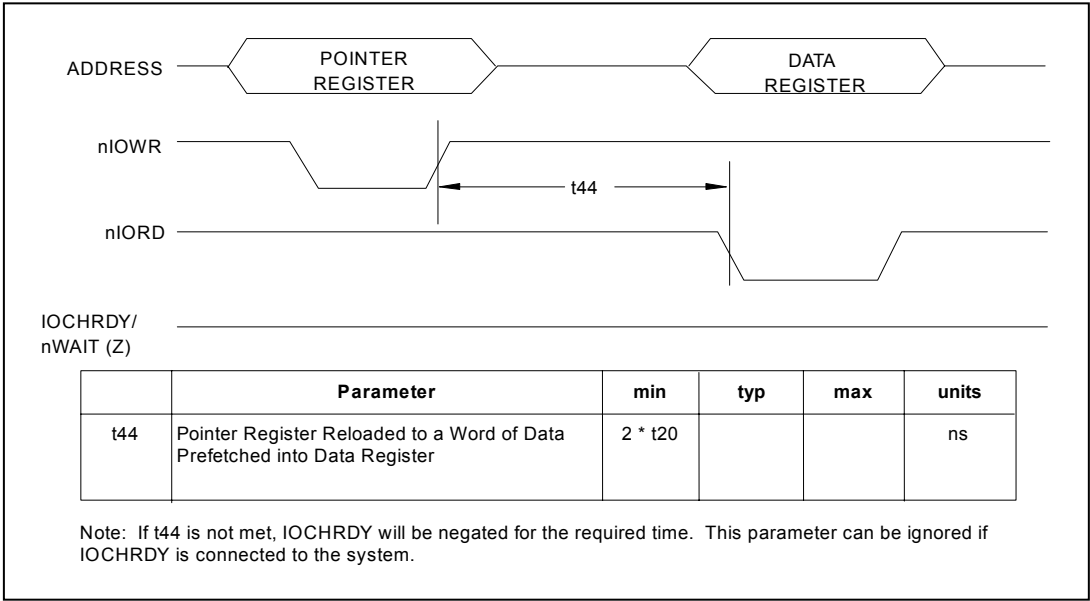 ADDRESS
POINTER
REGISTER
DATA
REGISTER
nIOWR
t44
nIORD
IOCHRDY/
nWAIT (Z)
Parameter min typ max units
t44 Pointer Register Reloaded to a Word of Data 2 * t20 ns
Prefetched into Data Register
Note: If t44 is not met, IOCHRDY will be negated for the required time. This parameter can be ignored if
IOCHRDY is connected to the system.